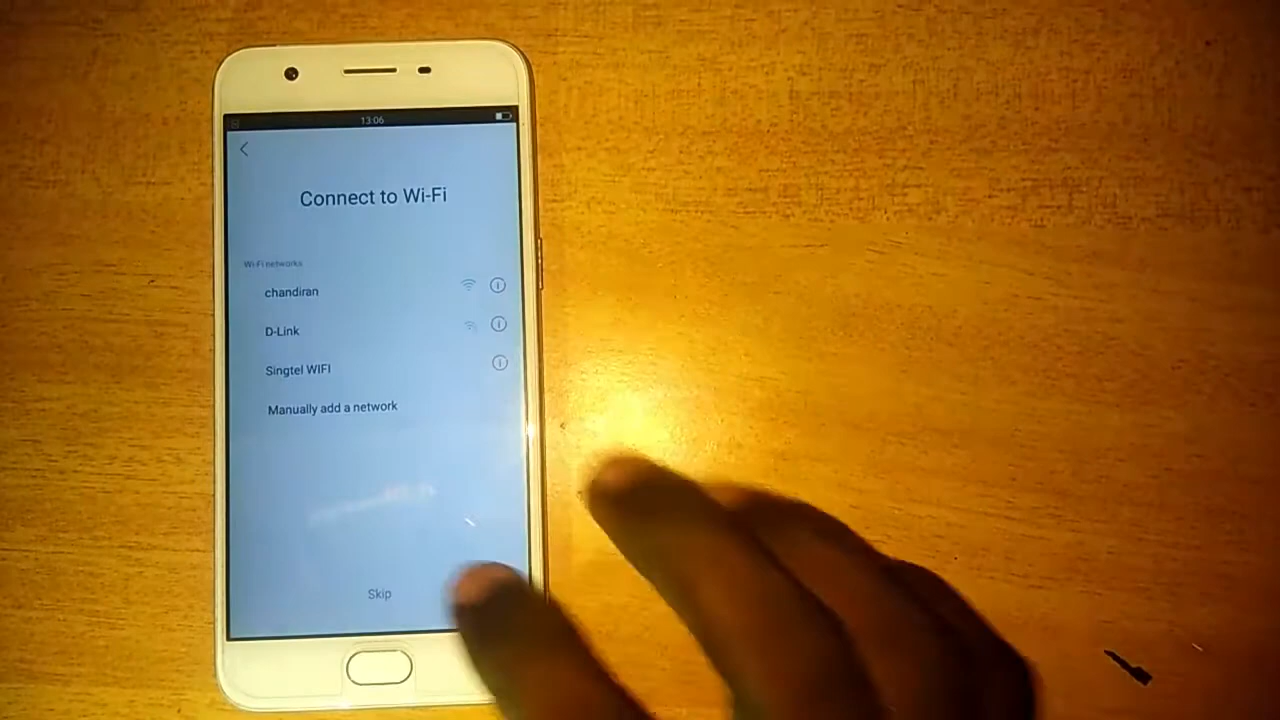 13:06
Connect to Wi-Fi
Wi-Fi networks
chandiran
D-Link
Singtel WIFI
Manually add a network
Skip